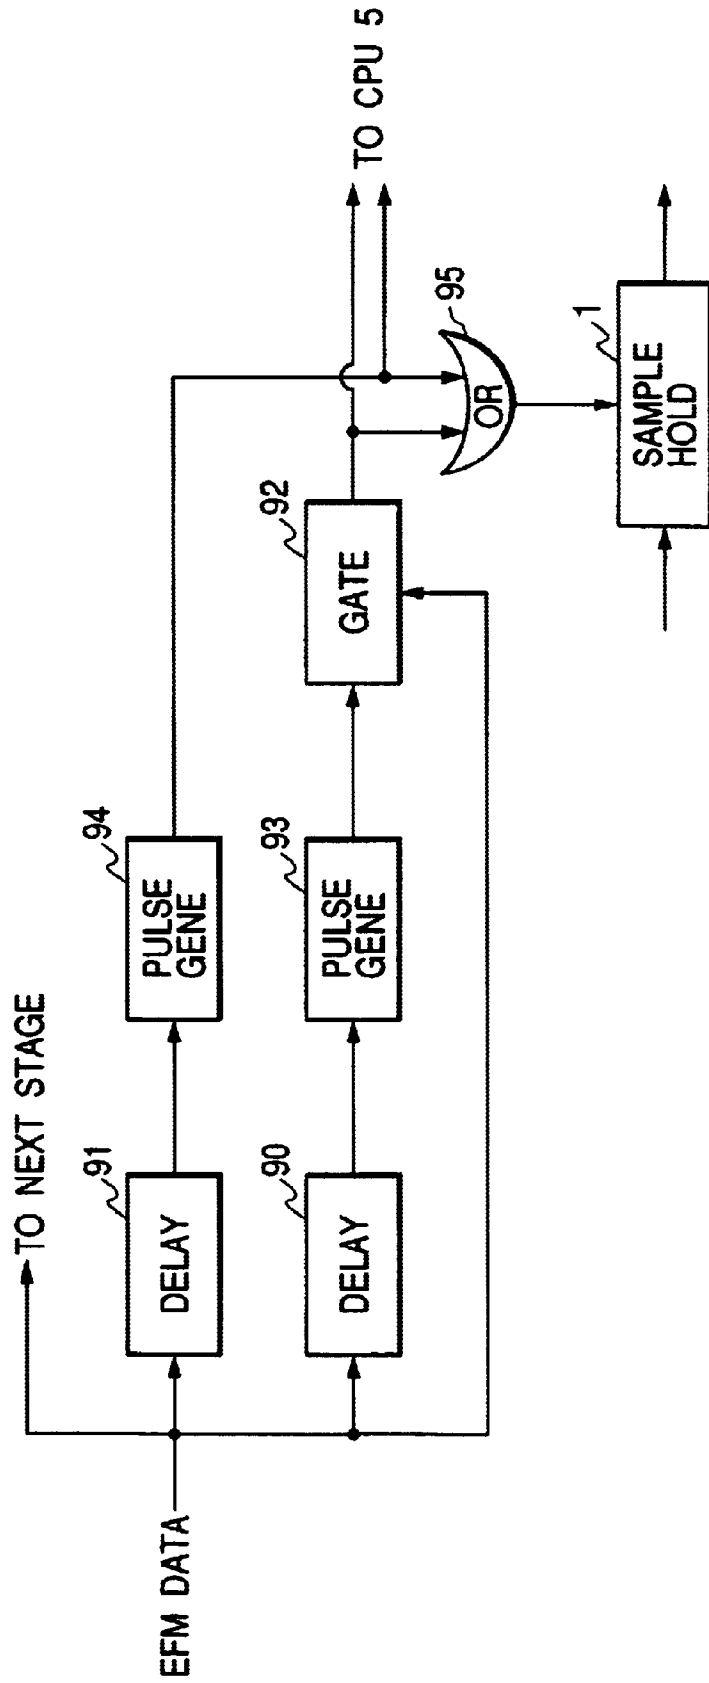 TO NEXT STAGE
EFM DATA
91
DELAY
94
PULSE
GENE
90
DELAY
93
PULSE
GENE
92
GATE
TO CPU 5
95
OR
1
SAMPLE
HOLD